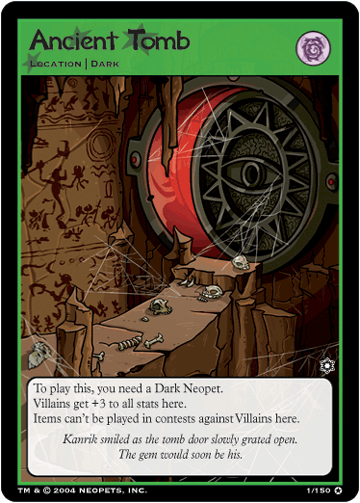 Ancient Tomb
Location | Dark
To play this, you need a Dark Neopet.
Villains get +3 to all stats here.
Items can't be played in contests against Villains here.
Kanrik smiled as the tomb door slowly grated open.
The gem would soon be his.
TM & © 2004 NEOPETS, INC. 1/150 ✪